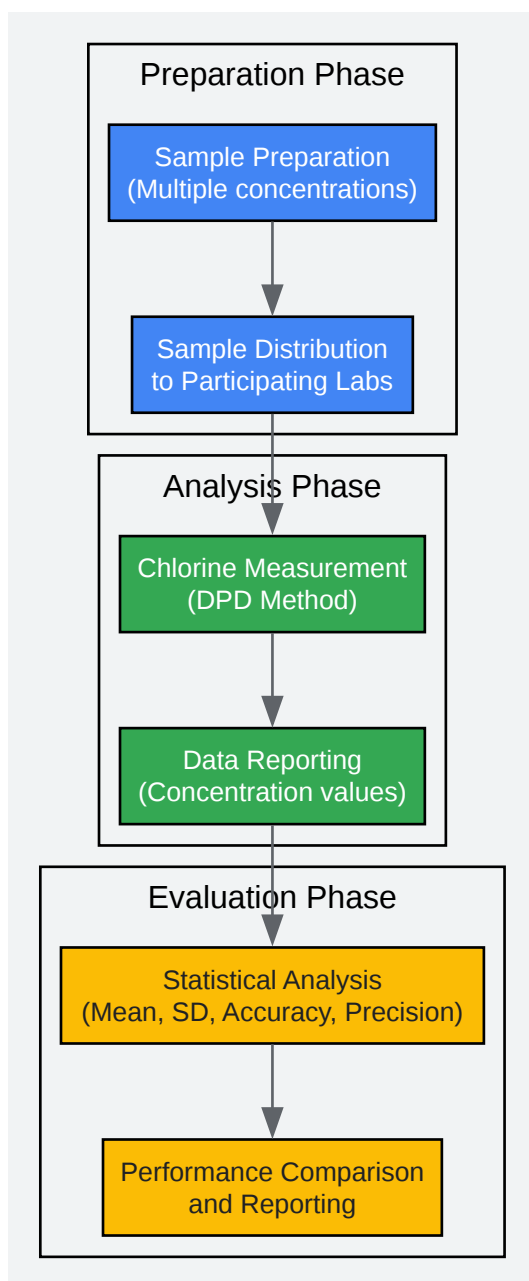 Preparation Phase
Sample Preparation
(Multiple concentrations)
Sample Distribution
to Participating Labs
Analysis Phase
Chlorine Measurement
(DPD Method)
Data Reporting
(Concentration values)
Evaluation Phase
Statistical Analysis
(Mean, SD, Accuracy, Precision)
Performance Comparison
and Reporting